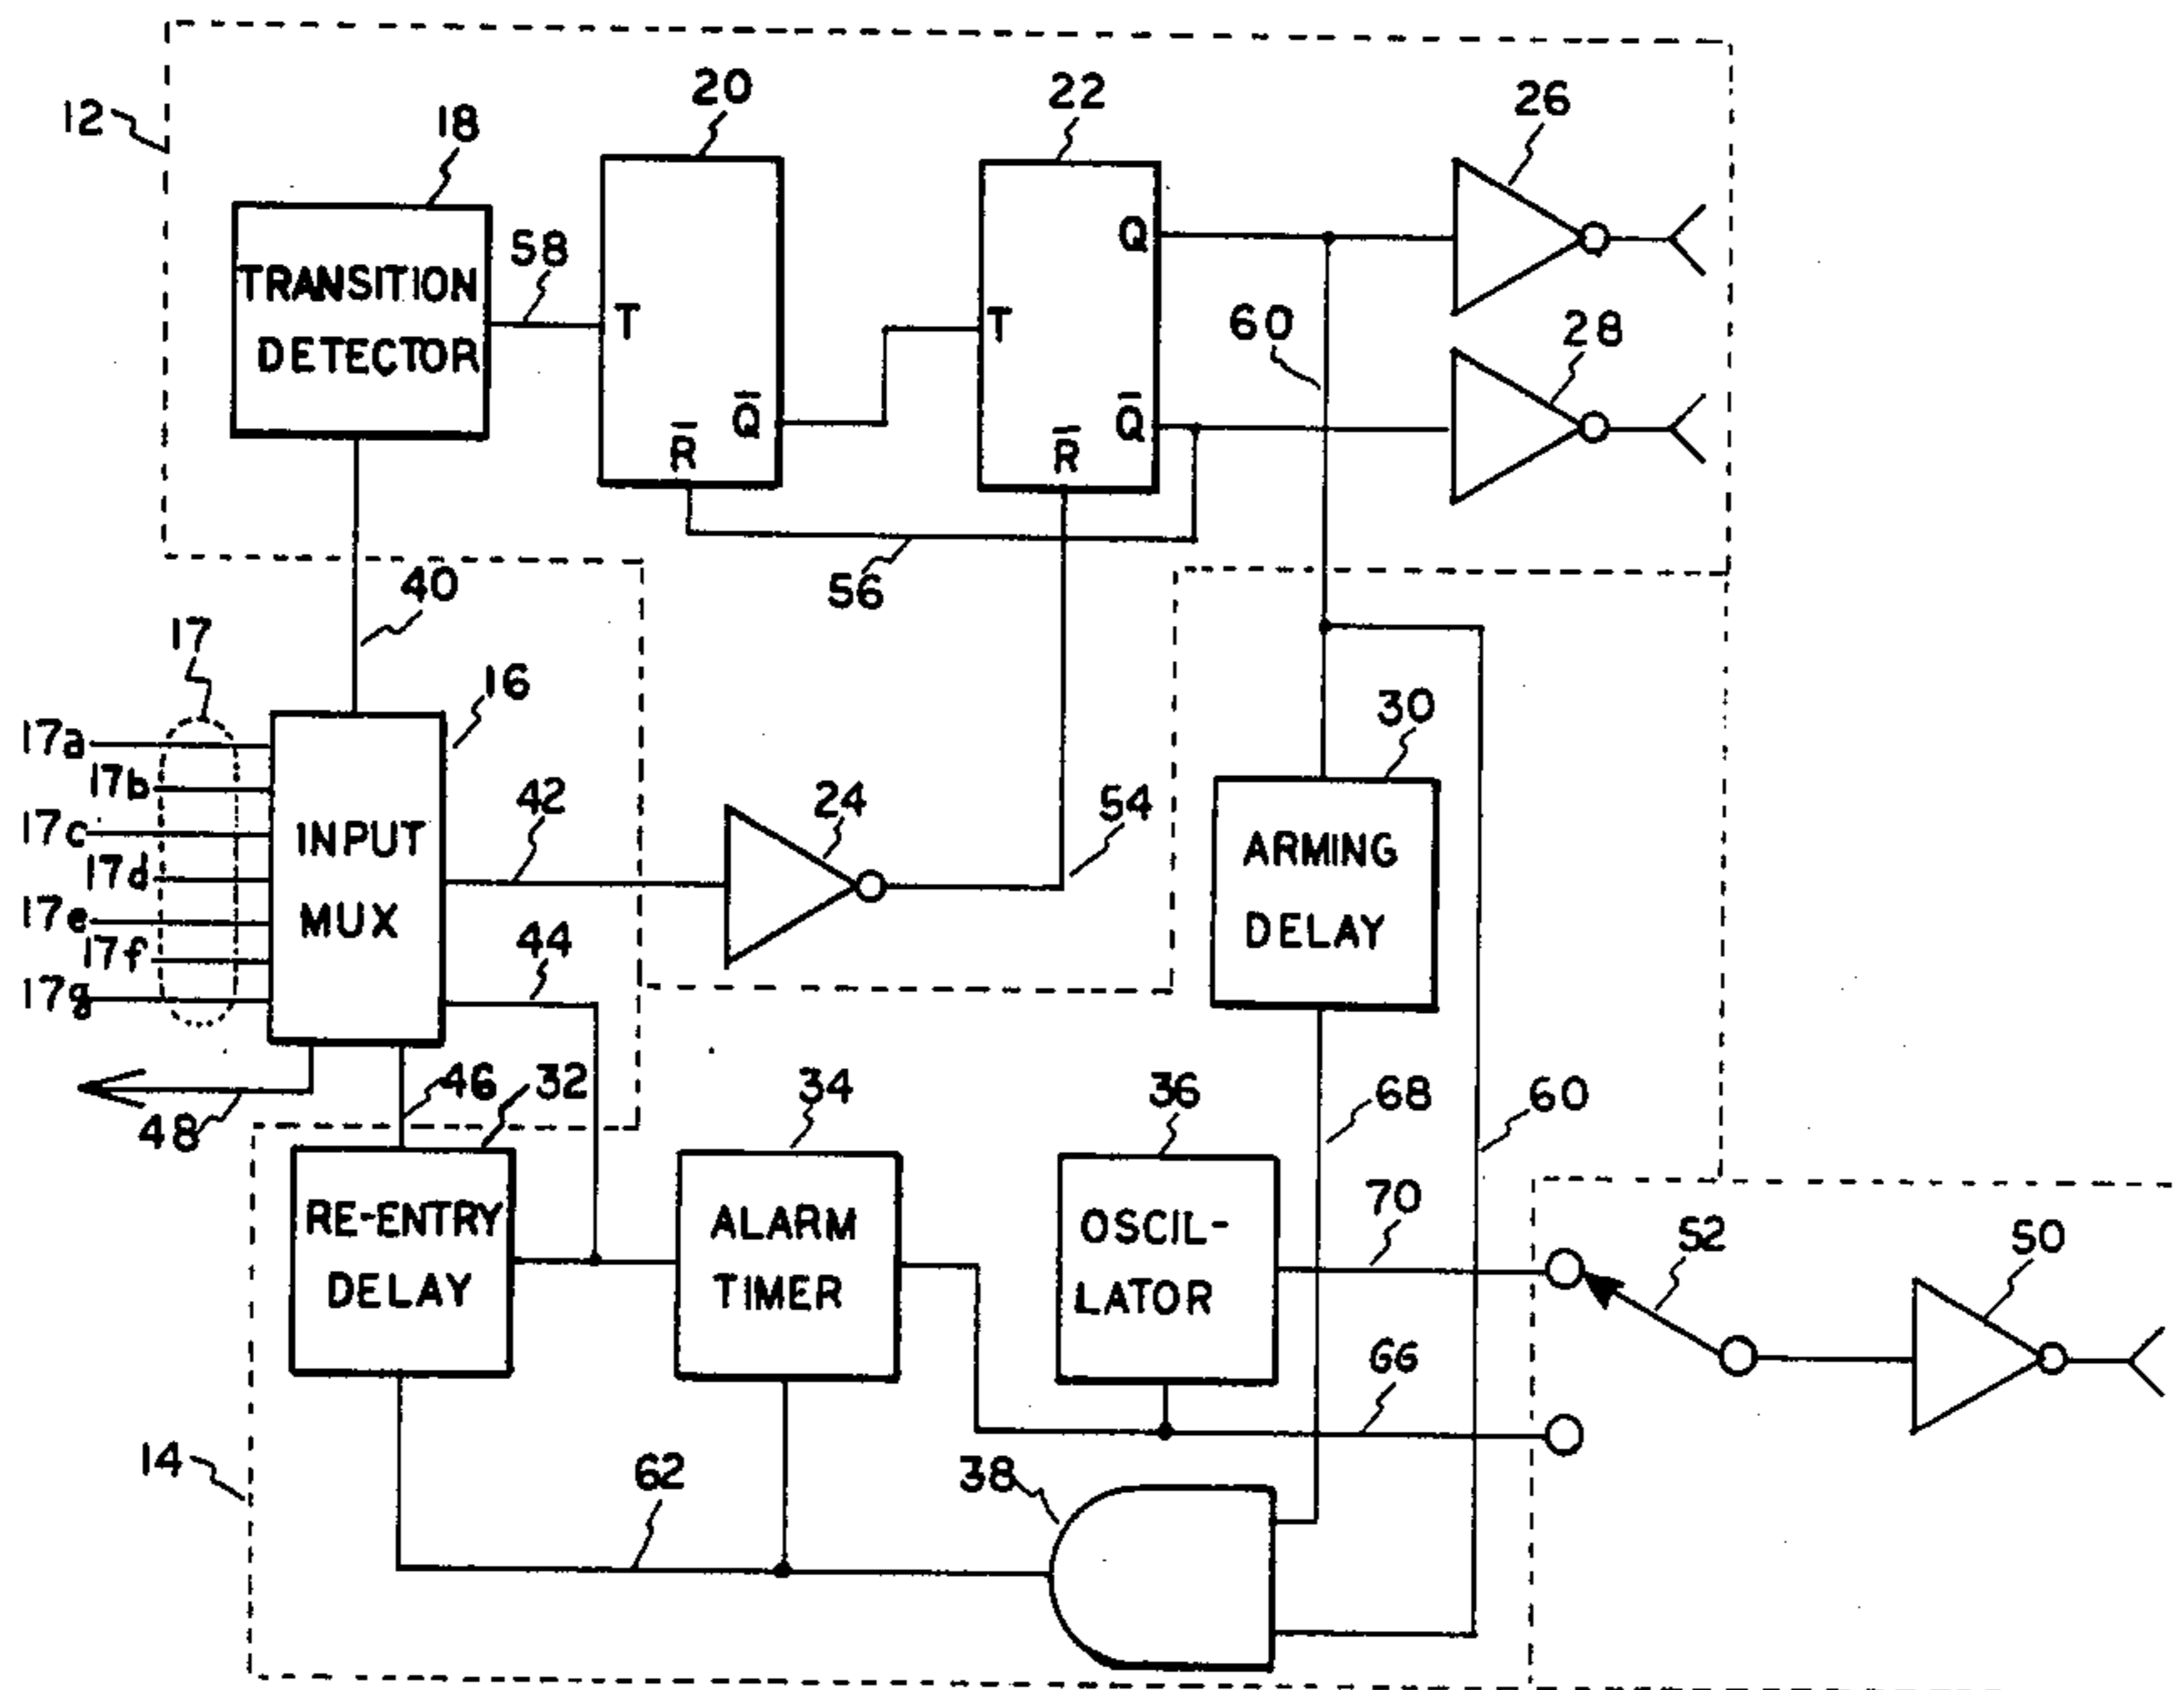 12
18
20
22
26
TRANSITION
DETECTOR
58
T
R̅
Q̅
T
Q
R̅
Q̅
60
28
56
40
17
16
17a
17b
17c
17d
17e
17f
17g
INPUT
MUX
42
24
54
30
ARMING
DELAY
44
48
46
32
34
36
68
60
RE-ENTRY
DELAY
ALARM
TIMER
OSCIL-
LATOR
70
52
50
66
14
62
38